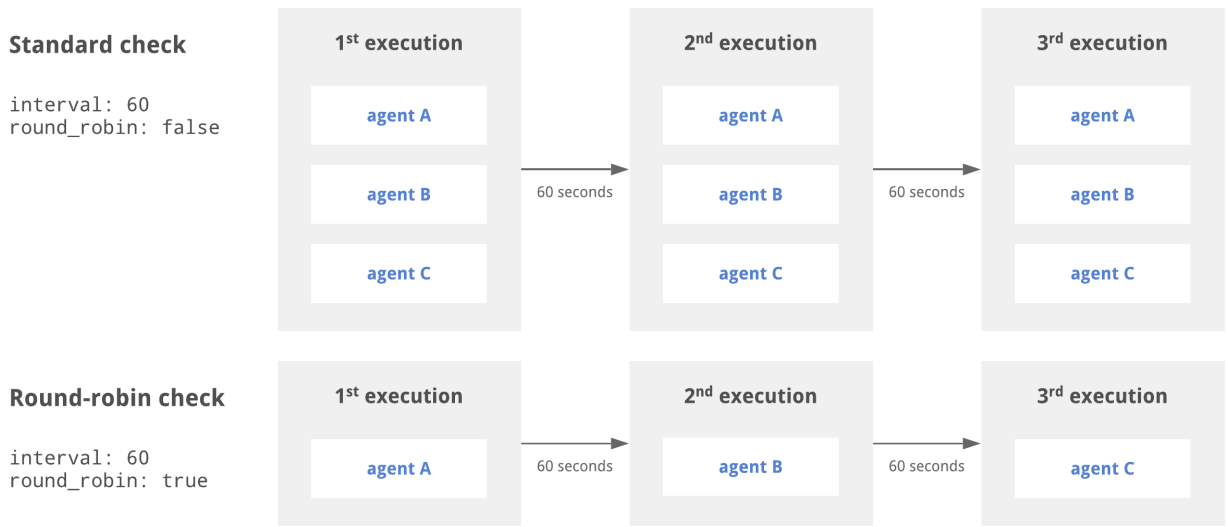 Standard check
interval: 60
round_robin: false
1st execution
agent A
agent B
agent C
60 seconds
2nd execution
agent A
agent B
agent C
60 seconds
3rd execution
agent A
agent B
agent C
Round-robin check
interval: 60
round_robin: true
1st execution
agent A
60 seconds
2nd execution
agent B
60 seconds
3rd execution
agent C